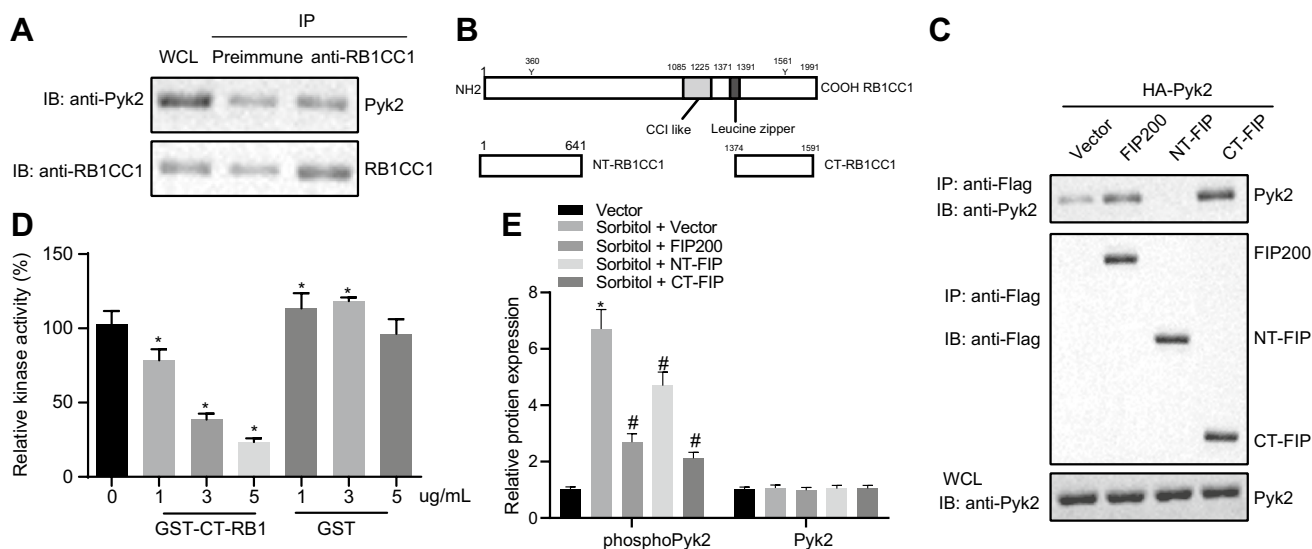 A
IP
WCL Preimmune anti-RB1CC1
IB: anti-Pyk2
Pyk2
IB: anti-RB1CC1
RB1CC1
B
1 360 1085 1225 1371 1391 1561 1991
Y Y
NH2
COOH RB1CC1
CCI like
Leucine zipper
1 641
NT-RB1CC1
1374 1591
CT-RB1CC1
C
HA-Pyk2
Vector FIP200 NT-FIP CT-FIP
IP: anti-Flag
IB: anti-Pyk2
Pyk2
FIP200
IP: anti-Flag
IB: anti-Flag
NT-FIP
CT-FIP
WCL
IB: anti-Pyk2
Pyk2
D
Relative kinase activity (%)
150
100
50
0
* * * * *
0 1 3 5 1 3 5 ug/mL
GST-CT-RB1 GST
E
Vector
Sorbitol + Vector
Sorbitol + FIP200
Sorbitol + NT-FIP
Sorbitol + CT-FIP
Relative protien expression
8
6
4
2
0
* # # #
phosphoPyk2 Pyk2